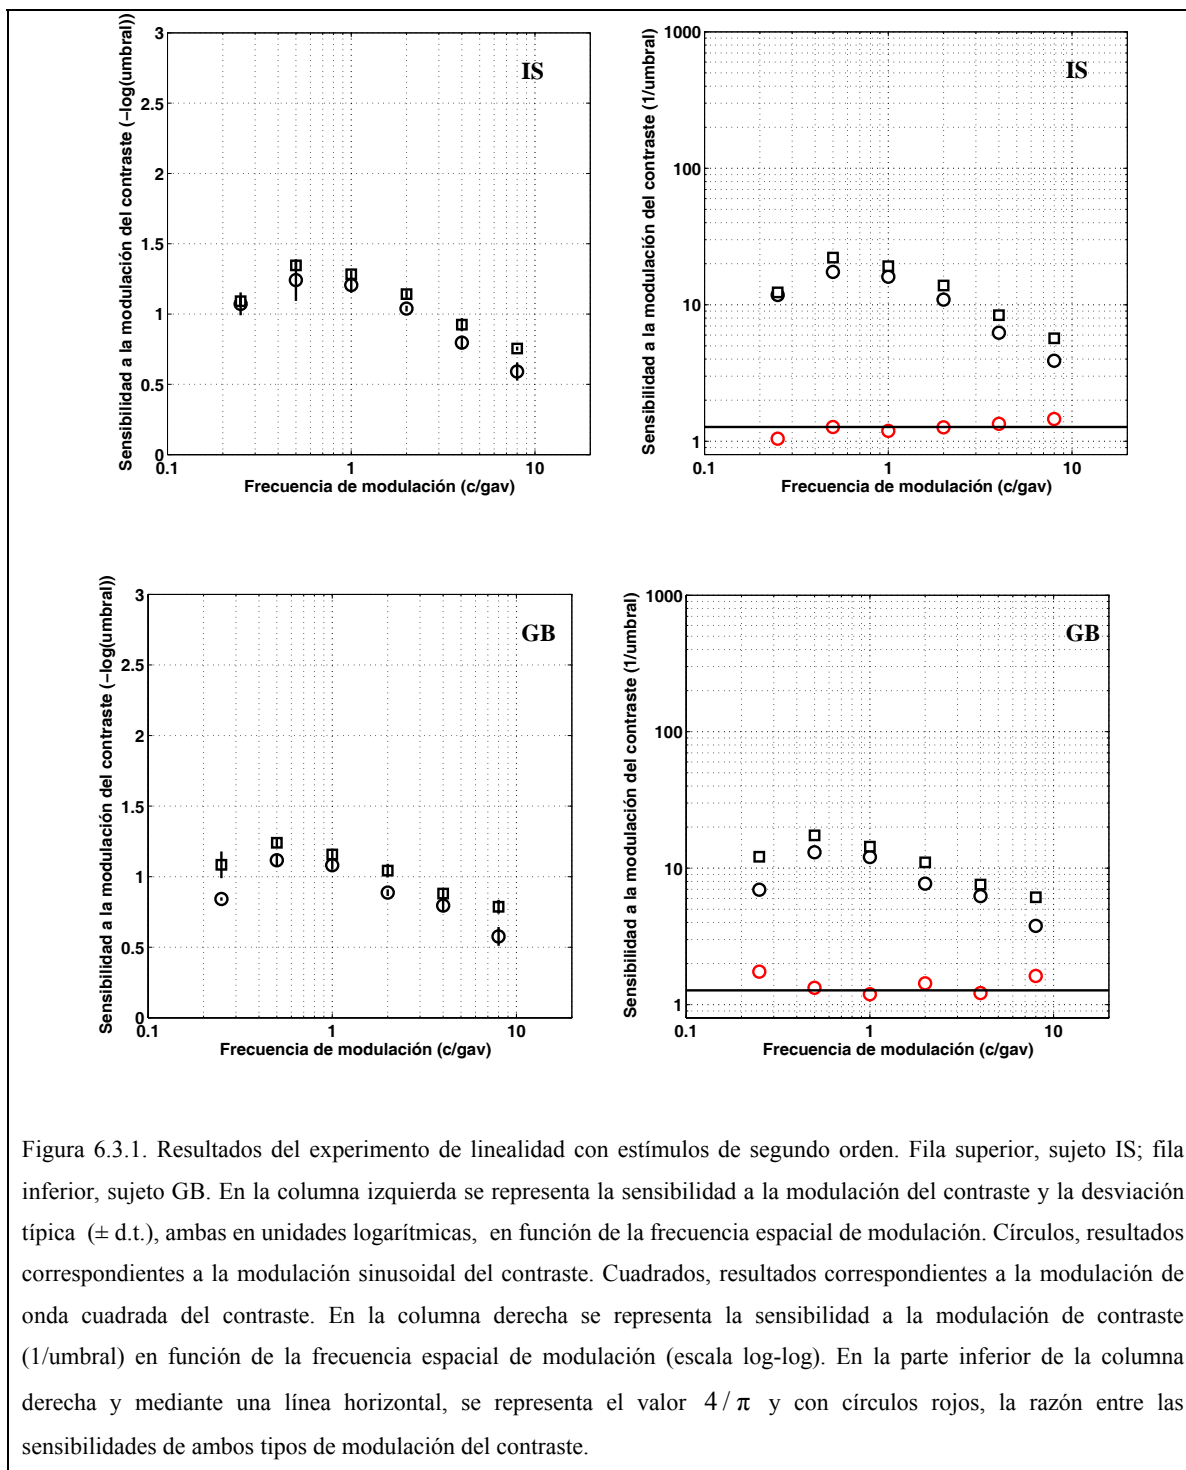 3
2.5
2
1.5
1
0.5
0
0.1
1
10
Sensibilidad a la modulación del contraste (−log(umbral))
Frecuencia de modulación (c/gav)
IS
1000
100
10
1
0.1
1
10
Sensibilidad a la modulación del contraste (1/umbral)
Frecuencia de modulación (c/gav)
IS
3
2.5
2
1.5
1
0.5
0
0.1
1
10
Sensibilidad a la modulación del contraste (−log(umbral))
Frecuencia de modulación (c/gav)
GB
1000
100
10
1
0.1
1
10
Sensibilidad a la modulación del contraste (1/umbral)
Frecuencia de modulación (c/gav)
GB
Figura 6.3.1. Resultados del experimento de linealidad con estímulos de segundo orden. Fila superior, sujeto IS; fila
inferior, sujeto GB. En la columna izquierda se representa la sensibilidad a la modulación del contraste y la desviación
típica (± d.t.), ambas en unidades logarítmicas, en función de la frecuencia espacial de modulación. Círculos, resultados
correspondientes a la modulación sinusoidal del contraste. Cuadrados, resultados correspondientes a la modulación de
onda cuadrada del contraste. En la columna derecha se representa la sensibilidad a la modulación de contraste
(1/umbral) en función de la frecuencia espacial de modulación (escala log-log). En la parte inferior de la columna
derecha y mediante una línea horizontal, se representa el valor 4 / π y con círculos rojos, la razón entre las
sensibilidades de ambos tipos de modulación del contraste.